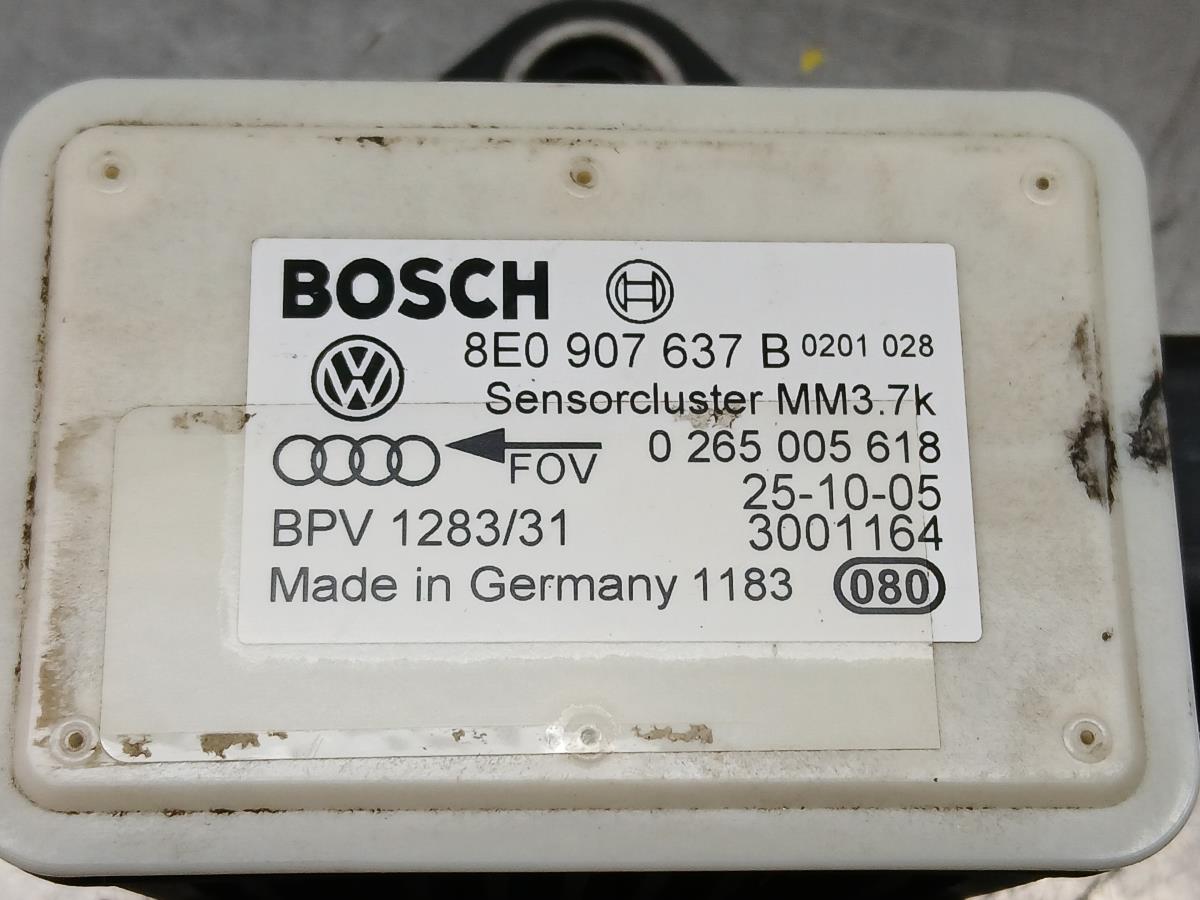 BOSCH
8E0 907 637 B 0201 028
Sensorcluster MM3.7k
FOV 0 265 005 618
25-10-05
BPV 1283/31 3001164
Made in Germany 1183 080